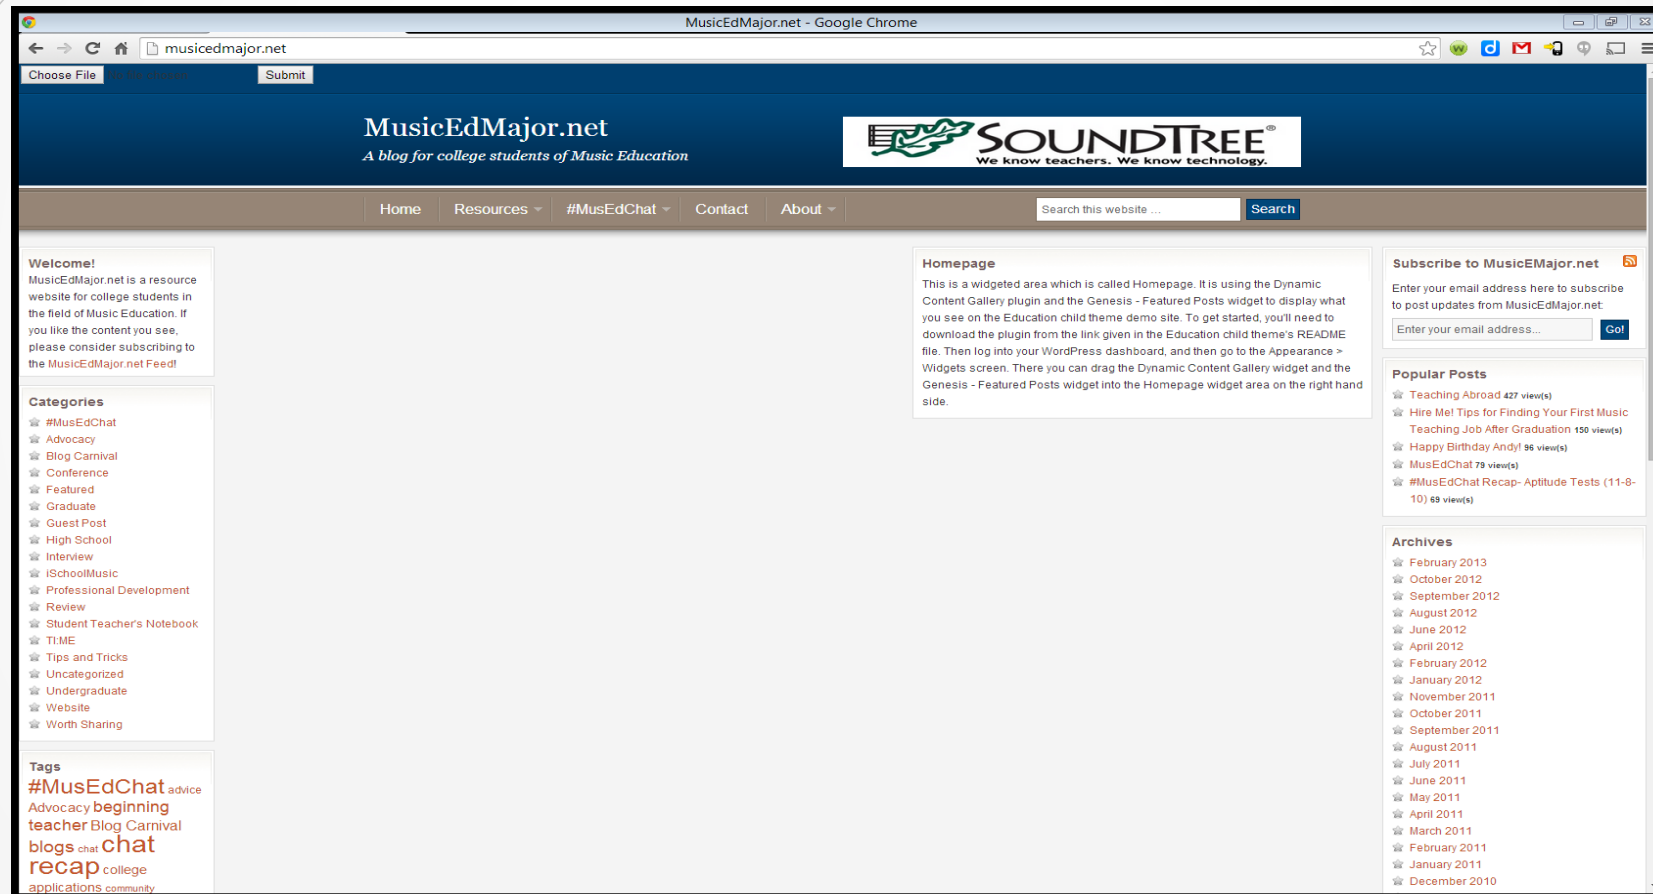 MusicEdMajor.net - Google Chrome
musicedmajor.net
Choose File
Submit
MusicEdMajor.net
A blog for college students of Music Education
SOUNDTREE®
We know teachers. We know technology.
Home Resources #MusEdChat Contact About
Search this website ...
Search
Welcome!
MusicEdMajor.net is a resource
website for college students in
the field of Music Education. If
you like the content you see,
please consider subscribing to
the MusicEdMajor.net Feed!
Categories
#MusEdChat
Advocacy
Blog Carnival
Conference
Featured
Graduate
Guest Post
High School
Interview
iSchoolMusic
Professional Development
Review
Student Teacher's Notebook
TI:ME
Tips and Tricks
Uncategorized
Undergraduate
Website
Worth Sharing
Tags
#MusEdChat advice
Advocacy beginning
teacher Blog Carnival
blogs chat chat
recap college
applications community
Homepage
This is a widgeted area which is called Homepage. It is using the Dynamic
Content Gallery plugin and the Genesis - Featured Posts widget to display what
you see on the Education child theme demo site. To get started, you'll need to
download the plugin from the link given in the Education child theme's README
file. Then log into your WordPress dashboard, and then go to the Appearance >
Widgets screen. There you can drag the Dynamic Content Gallery widget and the
Genesis - Featured Posts widget into the Homepage widget area on the right hand
side.
Subscribe to MusicEMajor.net
Enter your email address here to subscribe
to post updates from MusicEdMajor.net:
Enter your email address...
Go!
Popular Posts
Teaching Abroad 427 view(s)
Hire Me! Tips for Finding Your First Music
Teaching Job After Graduation 150 view(s)
Happy Birthday Andy! 96 view(s)
MusEdChat 79 view(s)
#MusEdChat Recap- Aptitude Tests (11-8-
10) 69 view(s)
Archives
February 2013
October 2012
September 2012
August 2012
June 2012
April 2012
February 2012
January 2012
November 2011
October 2011
September 2011
August 2011
July 2011
June 2011
May 2011
April 2011
March 2011
February 2011
January 2011
December 2010